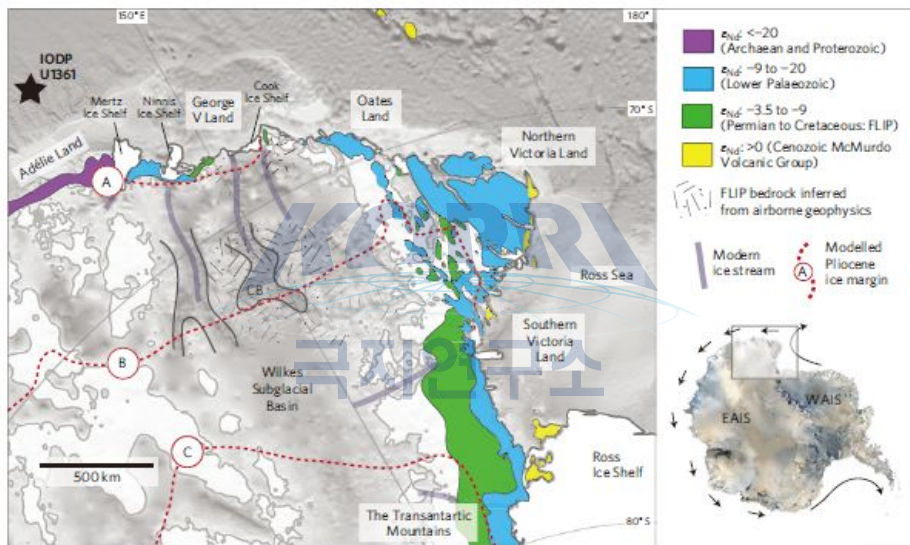 150°E
180°
IODP
U1361
Mertz
Ice Shelf
Ninnis
Ice Shelf
George
V Land
Cook
Ice Shelf
Oates
Land
70°S
Northern
Victoria Land
Adélie Land
A
CB
Ross Sea
Southern
Victoria
Land
B
Wilkes
Subglacial
Basin
C
500 km
Ross
Ice Shelf
The Transantartic
Mountains
80°S
εNd: <−20
(Archaean and Proterozoic)
εNd: −9 to −20
(Lower Palaeozoic)
εNd: −3.5 to −9
(Permian to Cretaceous: FLIP)
εNd: >0 (Cenozoic McMurdo
Volcanic Group)
FLIP bedrock inferred
from airborne geophysics
Modern
ice stream
A
Modelled
Pliocene
ice margin
EAIS
WAIS
KOPRI
극지연구소